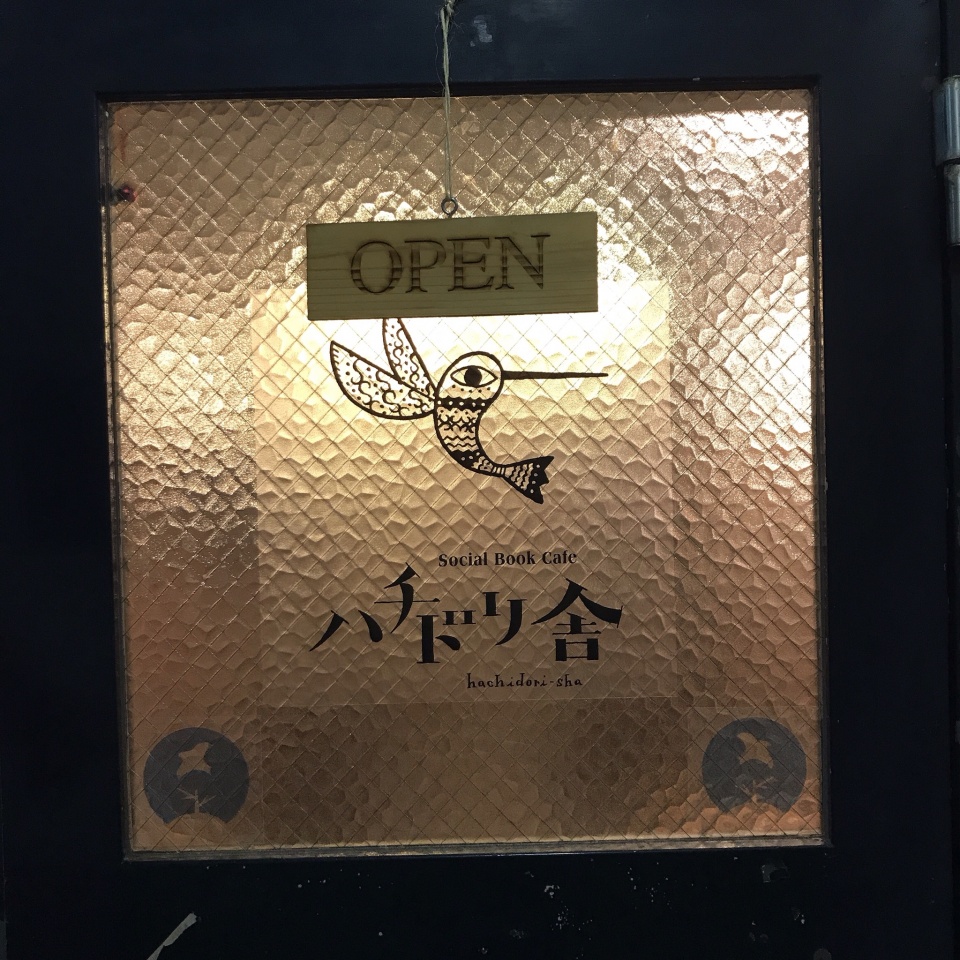 OPEN
Social Book Cafe
ハチドリ舎
hachidori-sha